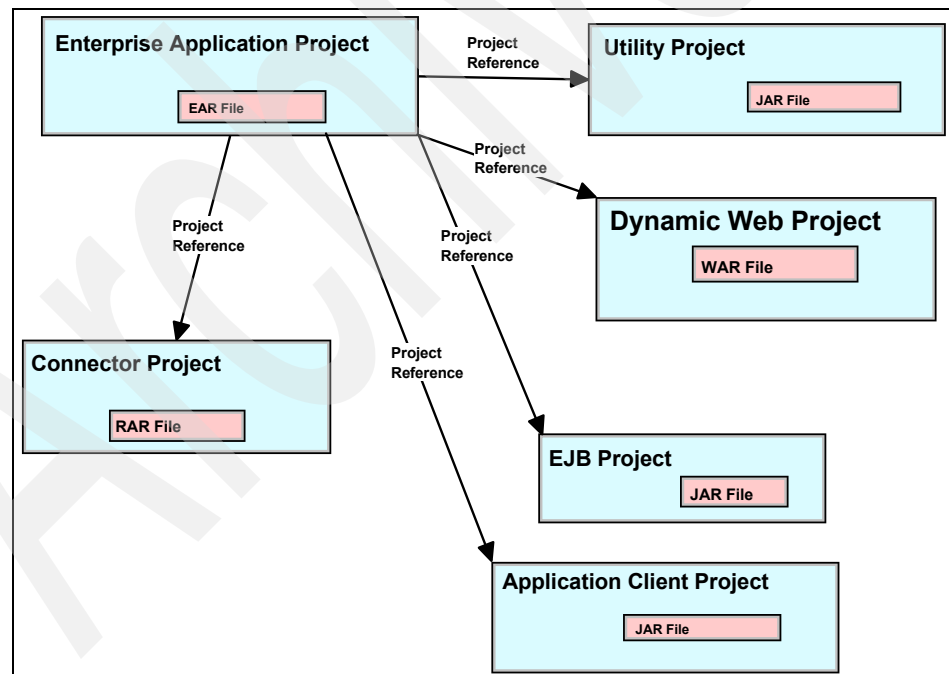 Enterprise Application Project
EAR File
Project
Reference
Utility Project
JAR File
Project
Reference
Dynamic Web Project
WAR File
Project
Reference
Project
Reference
Connector Project
RAR File
Project
Reference
EJB Project
JAR File
Application Client Project
JAR File